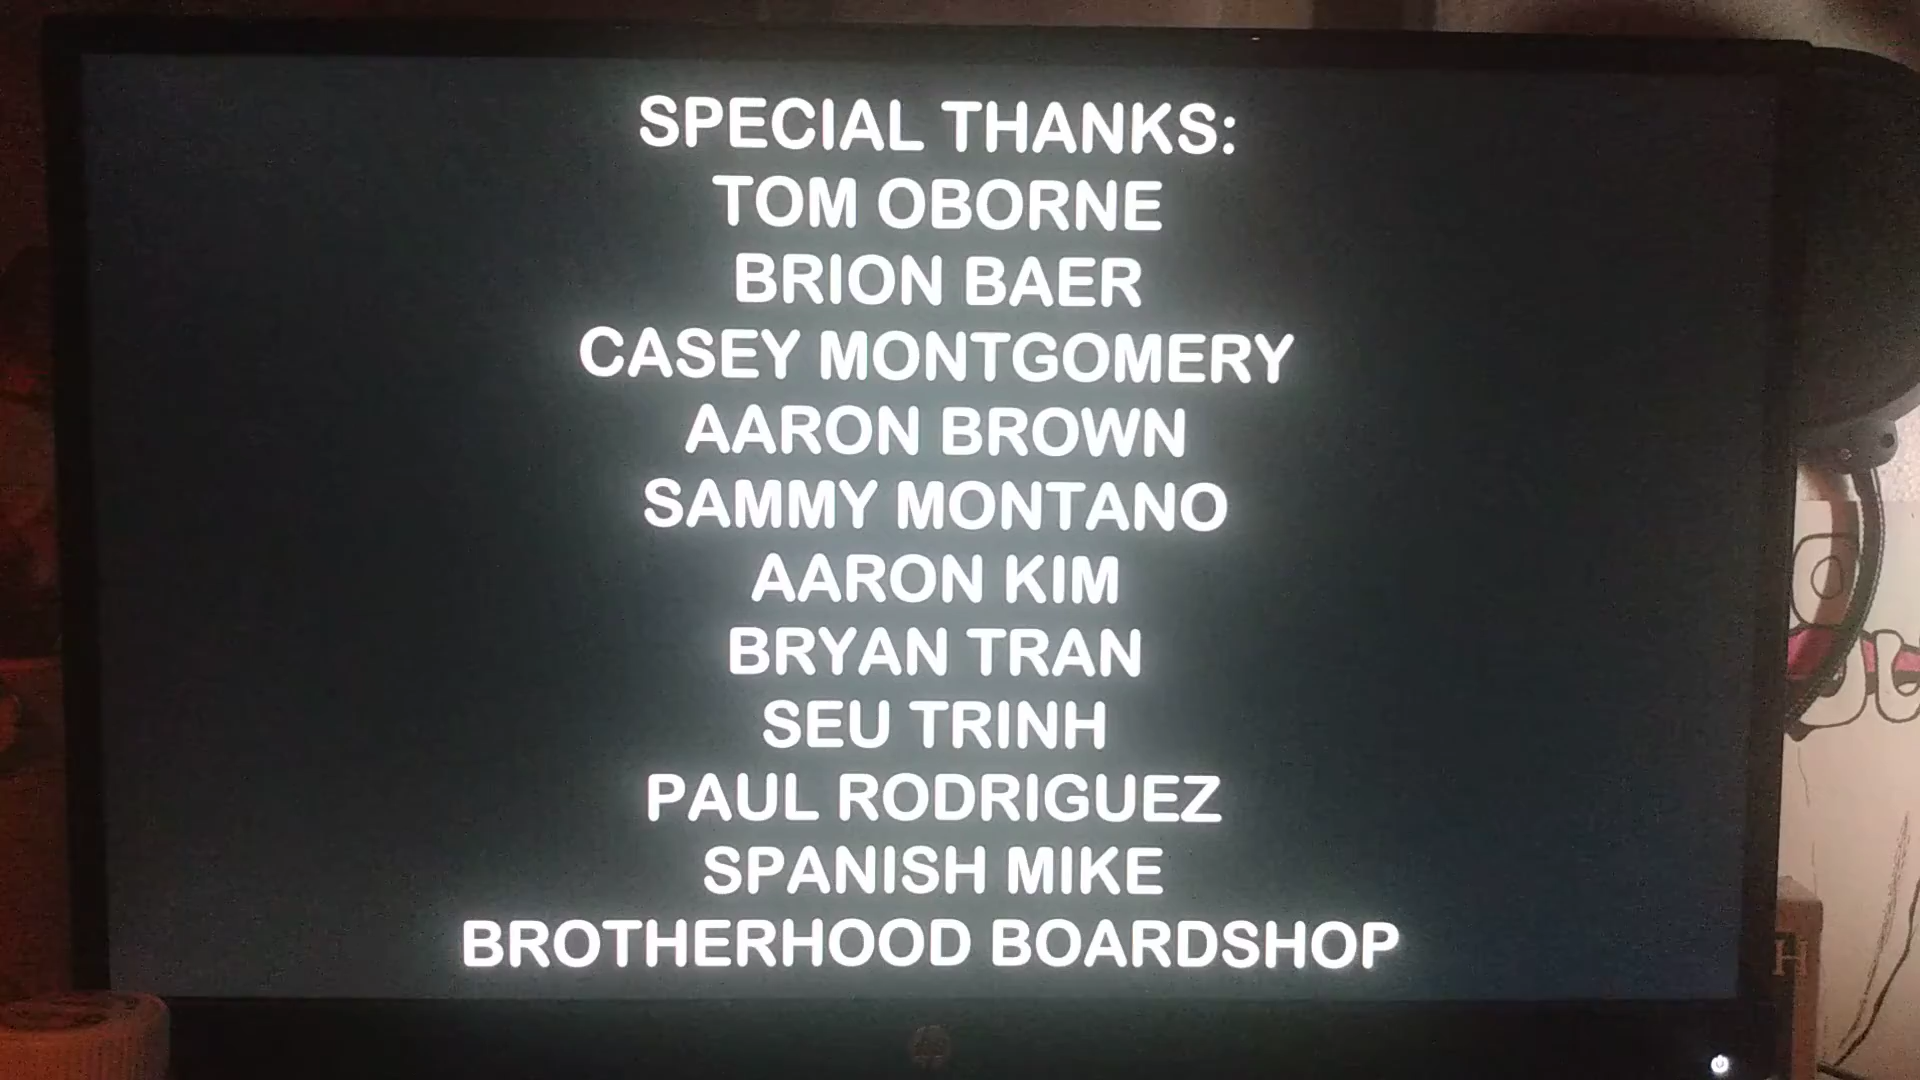 SPECIAL THANKS:
TOM OBORNE
BRION BAER
CASEY MONTGOMERY
AARON BROWN
SAMMY MONTANO
AARON KIM
BRYAN TRAN
SEU TRINH
PAUL RODRIGUEZ
SPANISH MIKE
BROTHERHOOD BOARDSHOP
hp
H